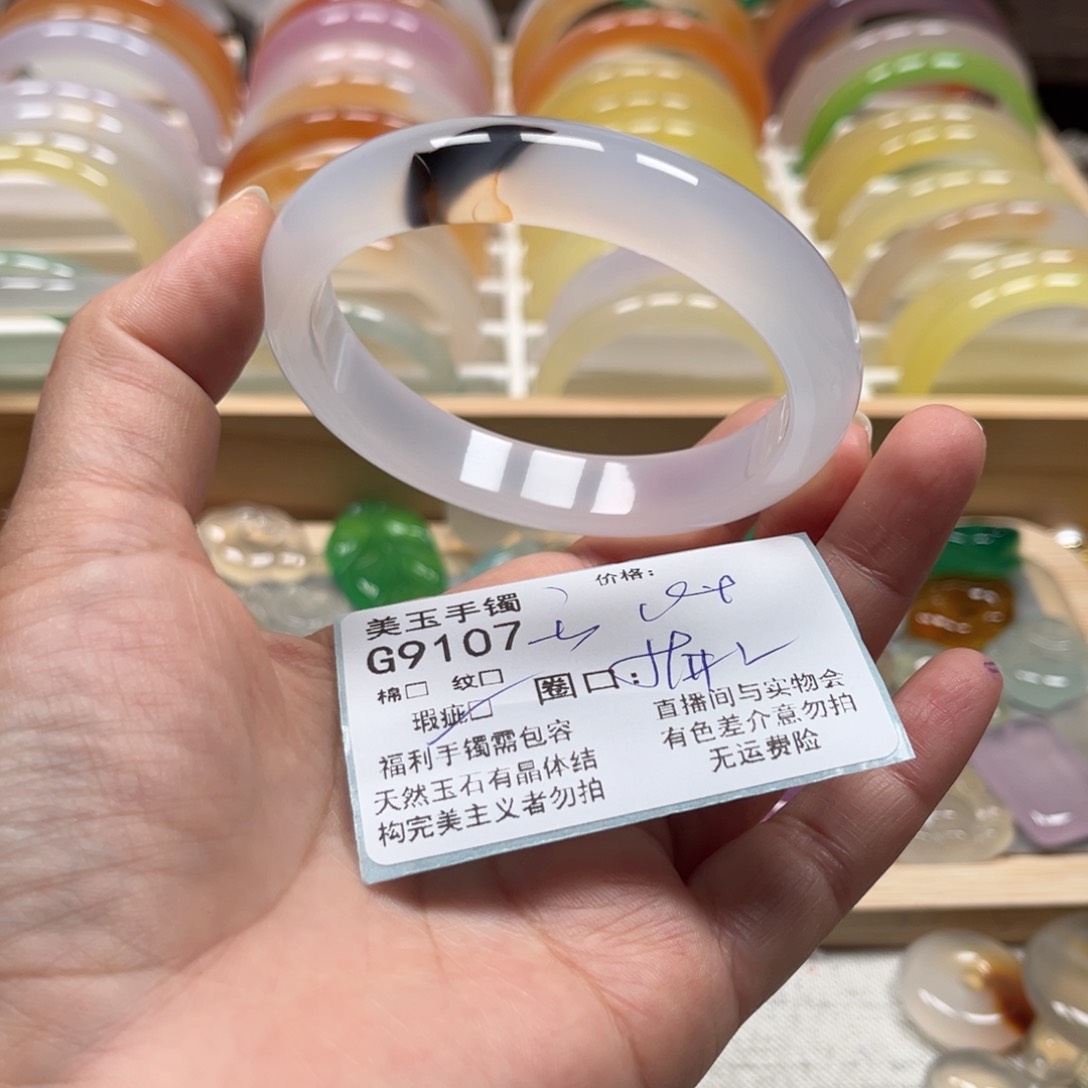 价格：
美玉手镯
G9107
棉□ 纹□
圈口：
瑕疵□
福利手镯需包容
天然玉石有晶体结
构完美主义者勿拍
直播间与实物会
有色差介意勿拍
无运费险